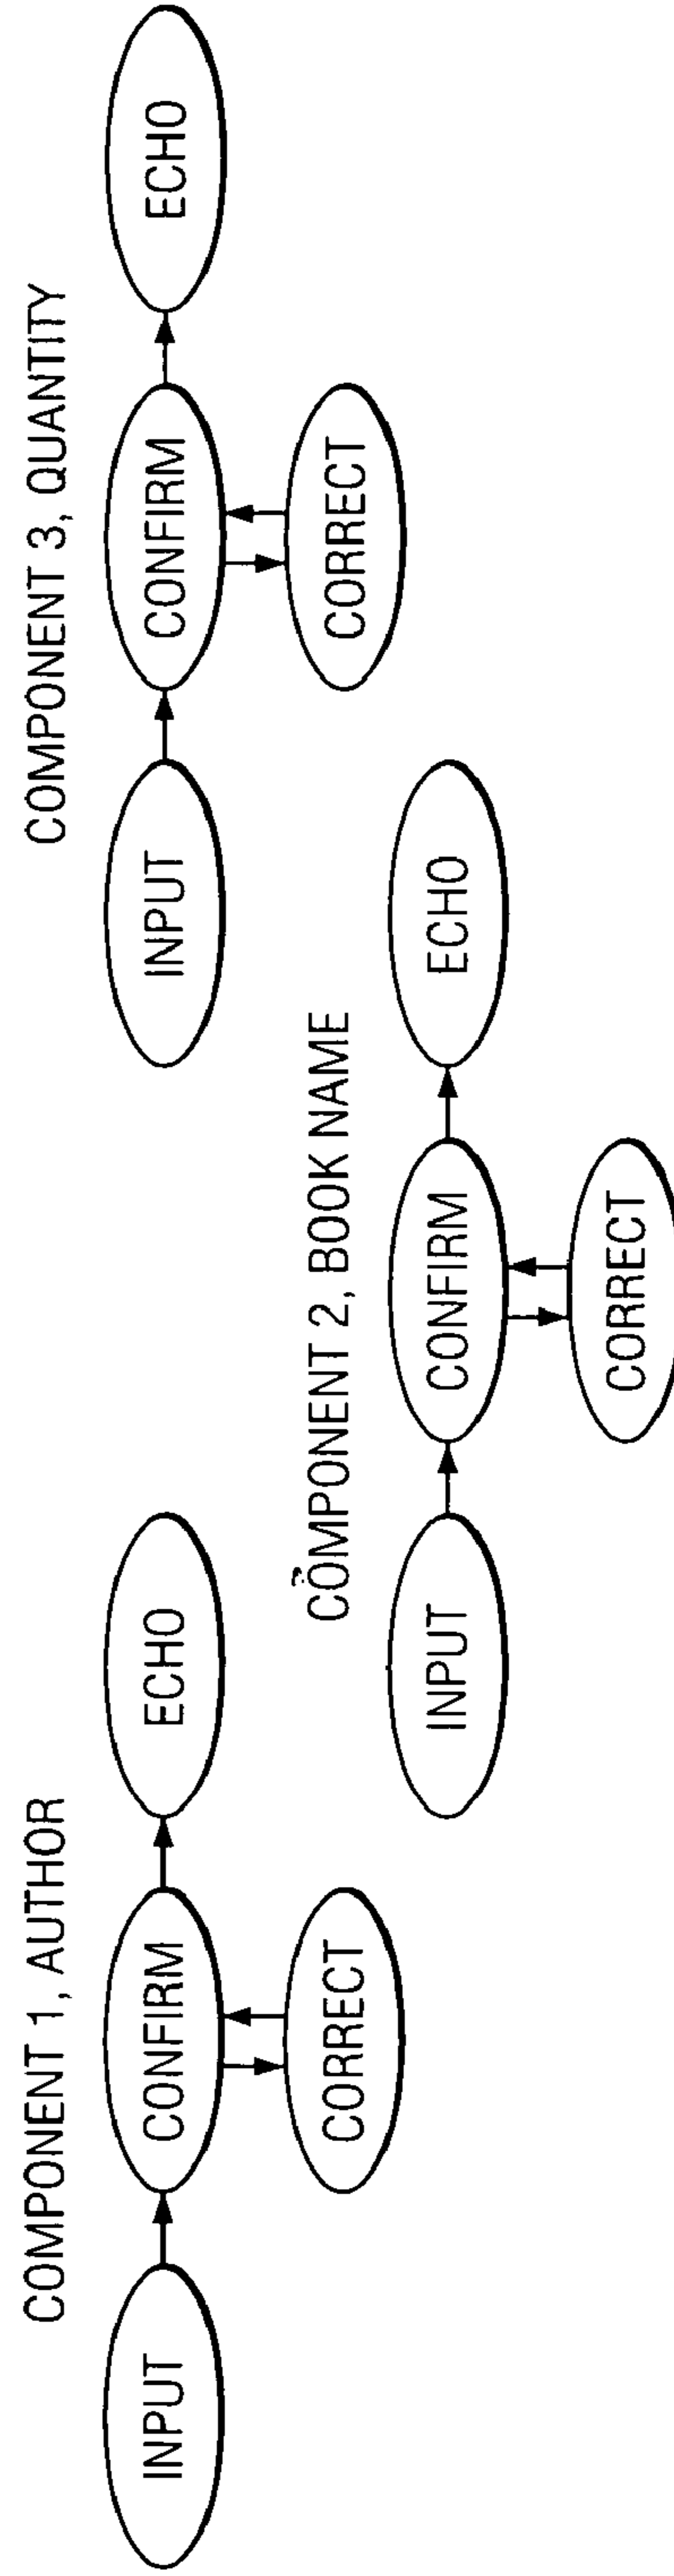 COMPONENT 1, AUTHOR
INPUT
CONFIRM
ECHO
CORRECT
COMPONENT 2, BOOK NAME
INPUT
CONFIRM
ECHO
CORRECT
COMPONENT 3, QUANTITY
INPUT
CONFIRM
ECHO
CORRECT